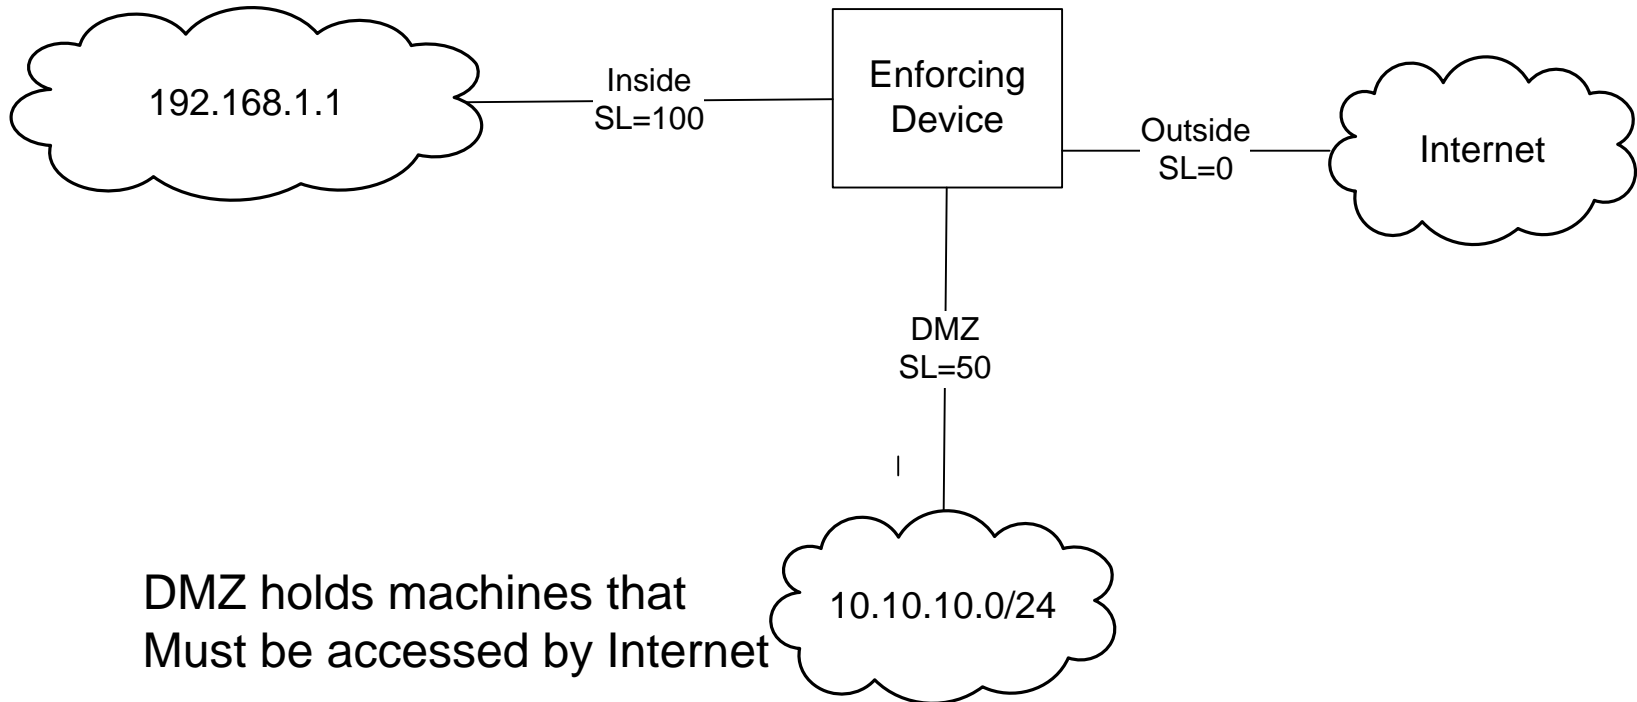 192.168.1.1
Inside
SL=100
Enforcing
Device
Outside
SL=0
Internet
DMZ
SL=50
10.10.10.0/24
DMZ holds machines that
Must be accessed by Internet